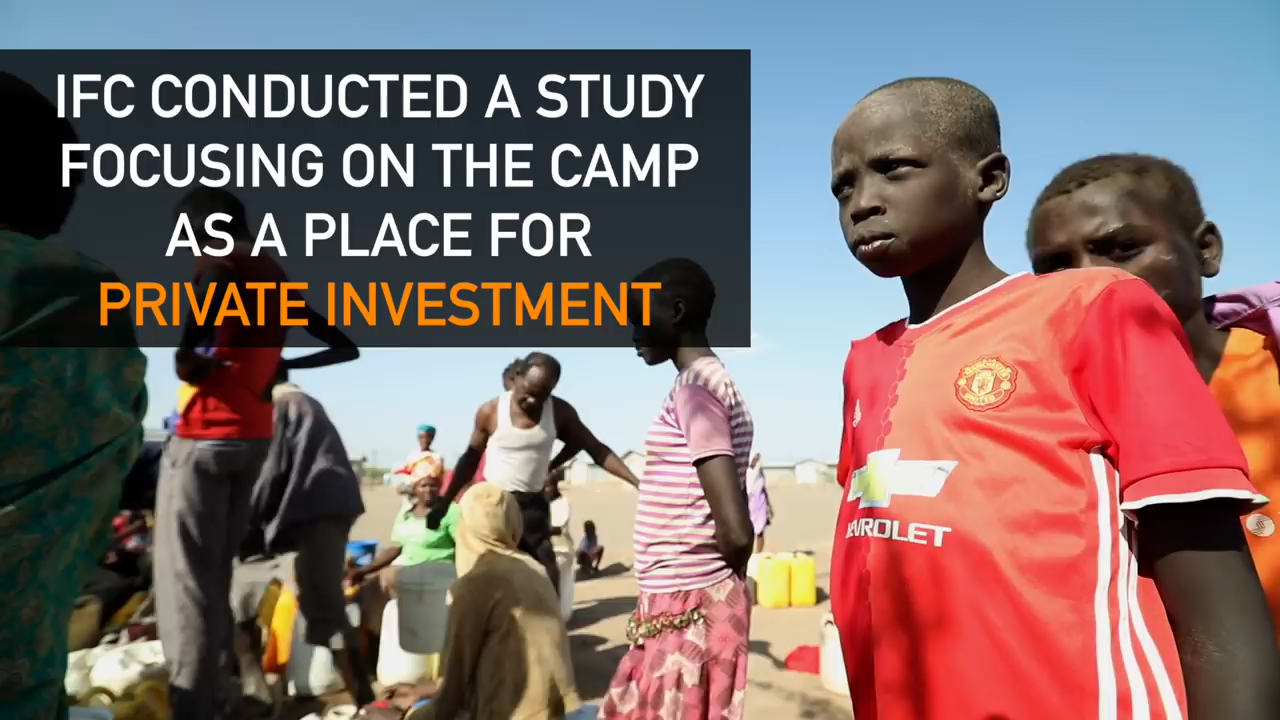 IFC CONDUCTED A STUDY
FOCUSING ON THE CAMP
AS A PLACE FOR
PRIVATE INVESTMENT
EVROLET